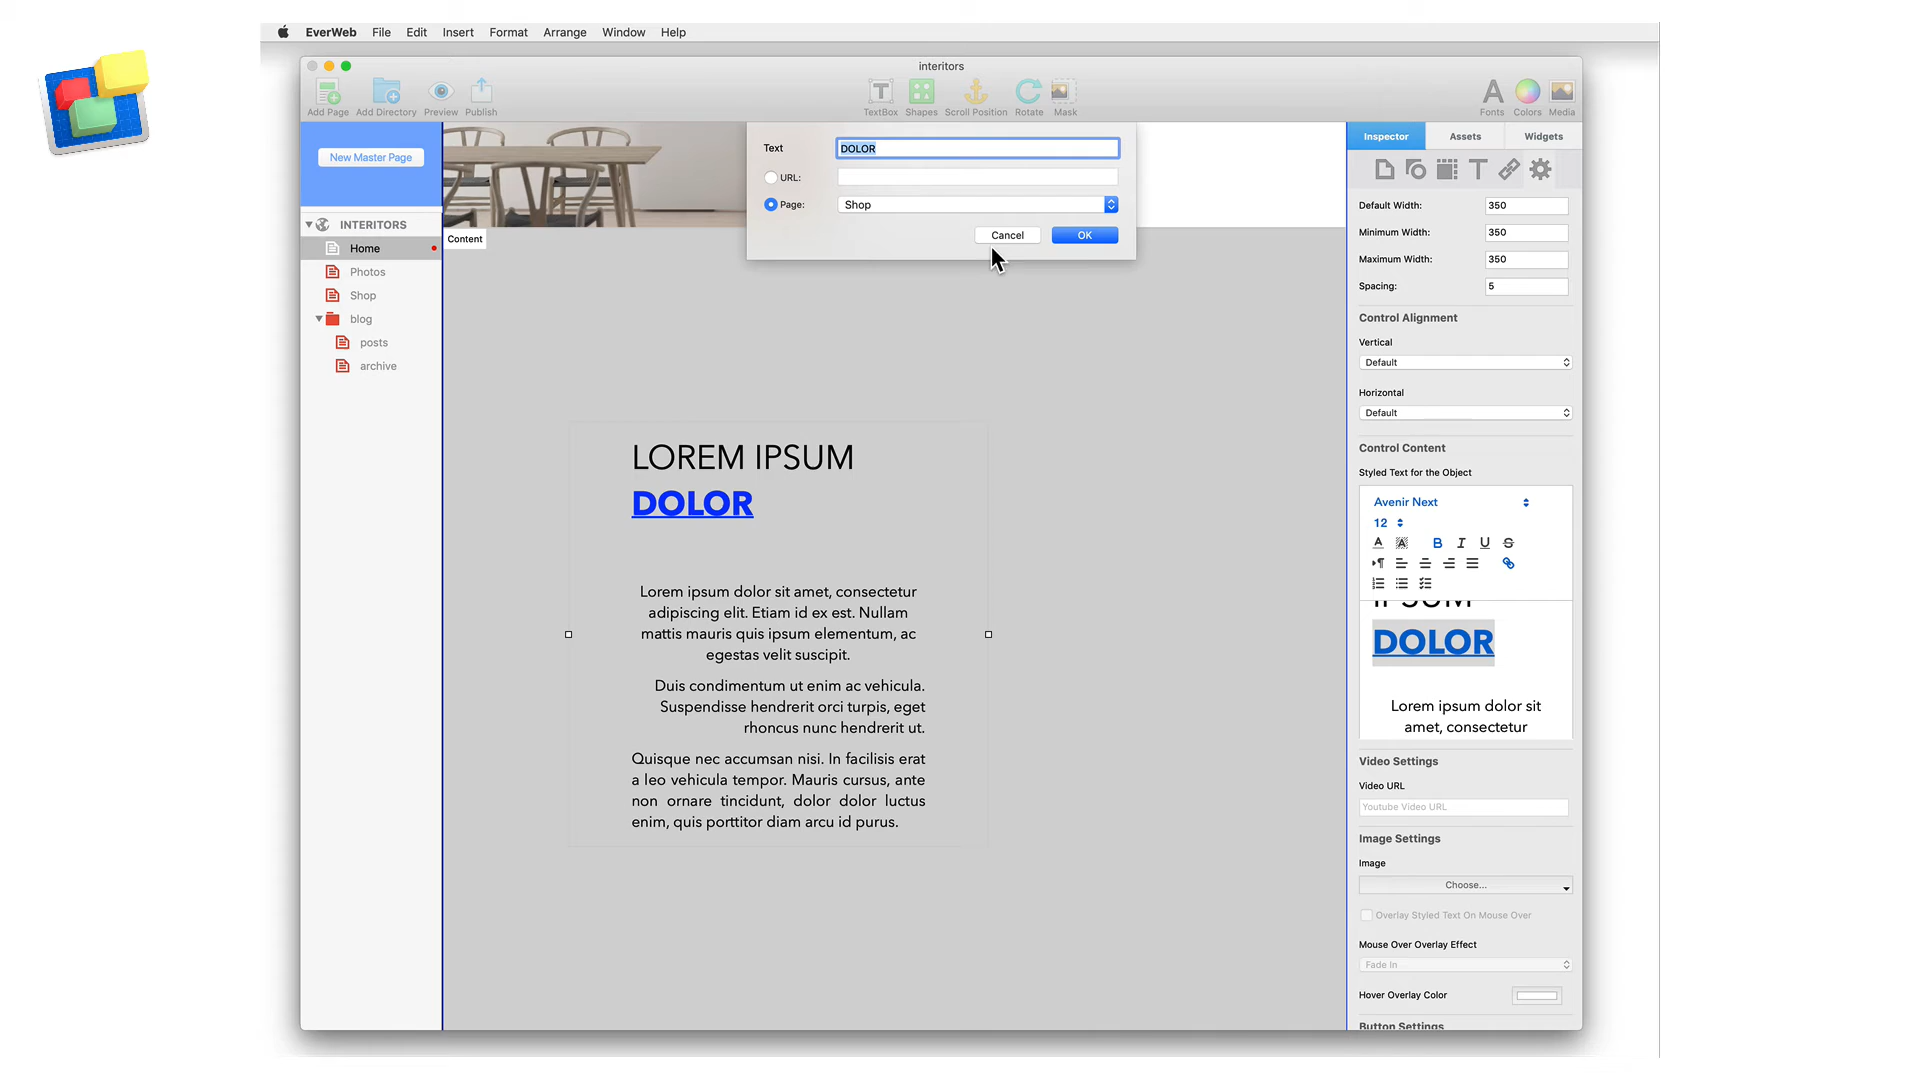 EverWeb File Edit Insert Format Arrange Window Help
interitors
Add Page Add Directory Preview Publish TextBox Shapes Scroll Position Rotate Mask Fonts Colors Media
New Master Page
INTERITORS
Home
Photos
Shop
blog
posts
archive
Content
Text DOLOR
URL:
Page: Shop
Cancel OK
LOREM IPSUM
DOLOR
Lorem ipsum dolor sit amet, consectetur
adipiscing elit. Etiam id ex est. Nullam
mattis mauris quis ipsum elementum, ac
egestas velit suscipit.
Duis condimentum ut enim ac vehicula.
Suspendisse hendrerit orci turpis, eget
rhoncus nunc hendrerit ut.
Quisque nec accumsan nisi. In facilisis erat
a leo vehicula tempor. Mauris cursus, ante
non ornare tincidunt, dolor dolor luctus
enim, quis porttitor diam arcu id purus.
Inspector Assets Widgets
Default Width: 350
Minimum Width: 350
Maximum Width: 350
Spacing: 5
Control Alignment
Vertical
Default
Horizontal
Default
Control Content
Styled Text for the Object
Avenir Next
12
A A B I U S
IPSUM
DOLOR
Lorem ipsum dolor sit
amet, consectetur
Video Settings
Video URL
Youtube Video URL
Image Settings
Image
Choose...
Overlay Styled Text On Mouse Over
Mouse Over Overlay Effect
Fade In
Hover Overlay Color
Button Settings